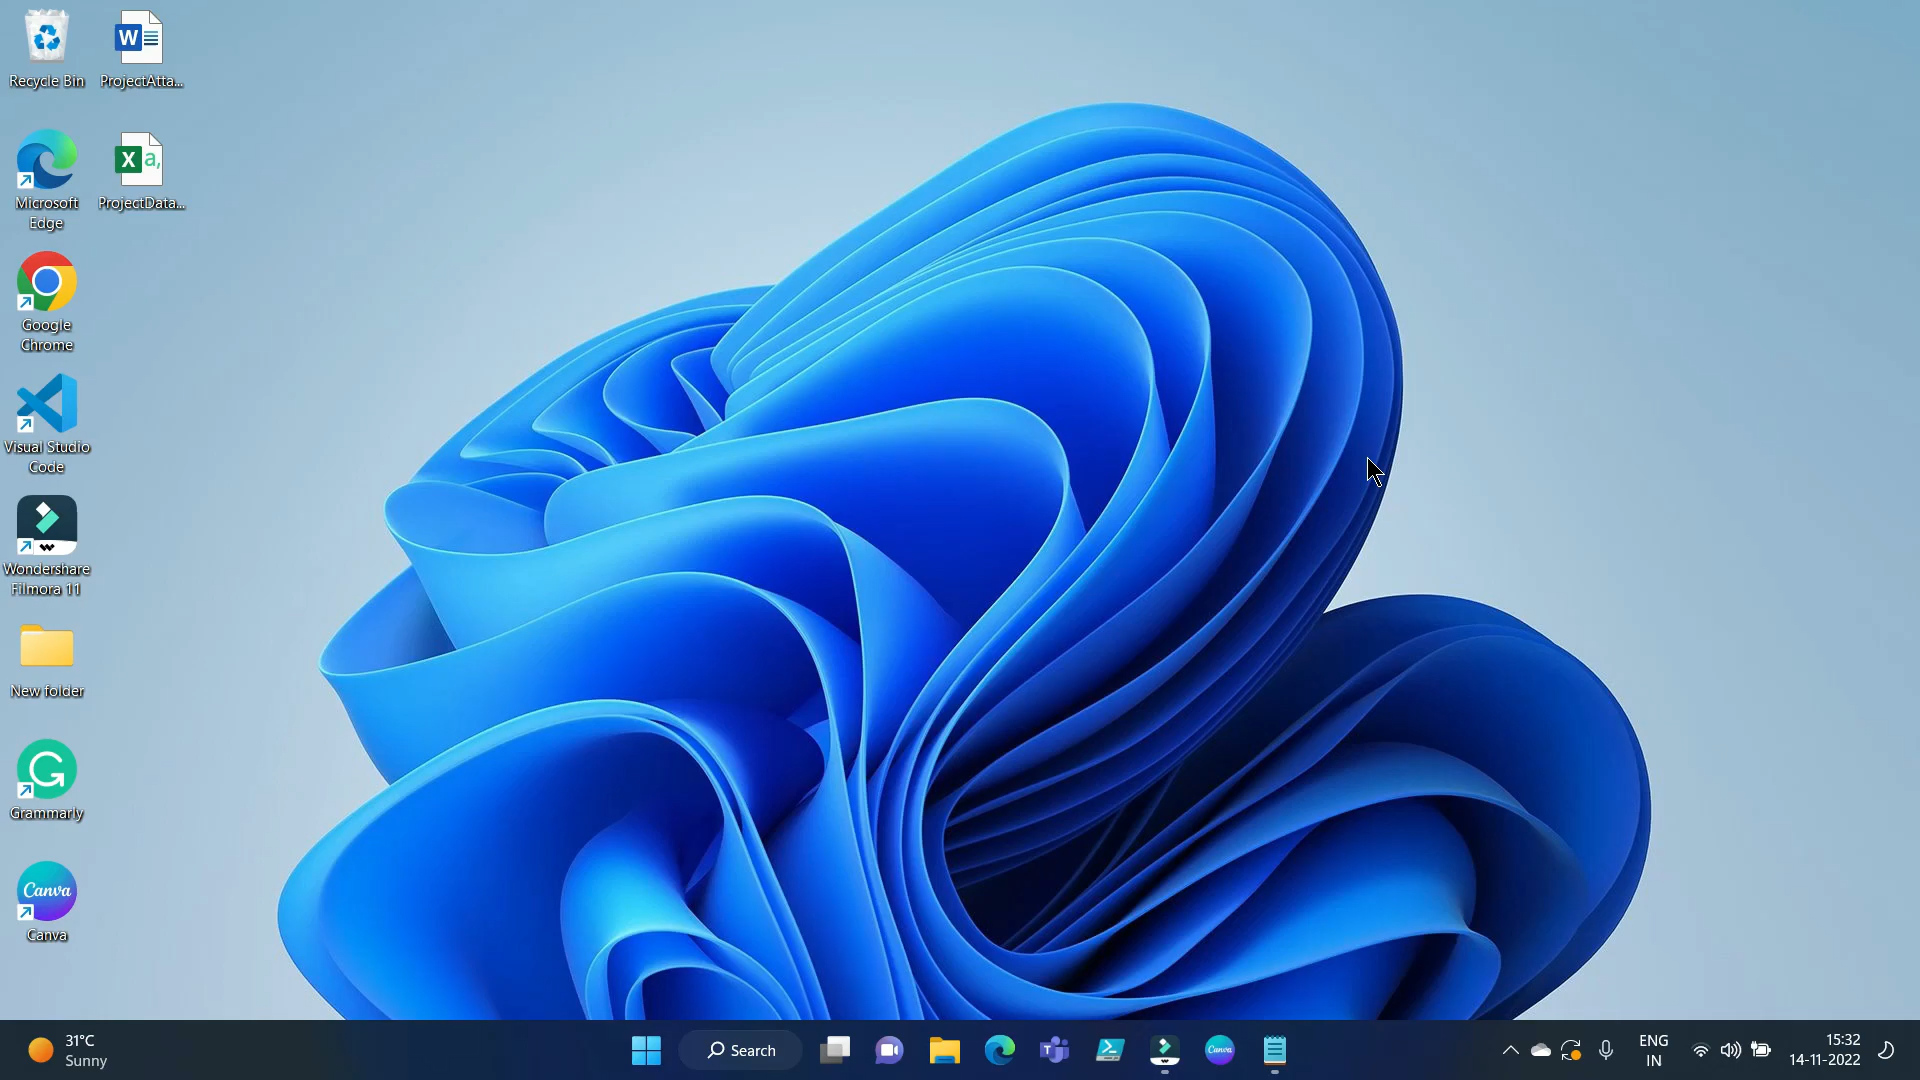 Recycle Bin
ProjectAtta...
W
X a,
Microsoft
Edge
ProjectData...
Google
Chrome
Visual Studio
Code
Wondershare
Filmora 11
New folder
G
Grammarly
Canva
Canva
31°C
Sunny
Search
T
Canva
ENG
IN
15:32
14-11-2022